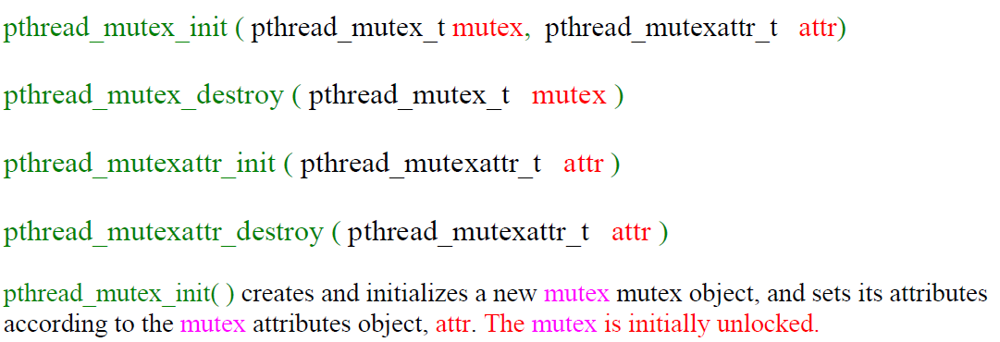 pthread_mutex_init ( pthread_mutex_t mutex, pthread_mutexattr_t attr)
pthread_mutex_destroy ( pthread_mutex_t mutex )
pthread_mutexattr_init ( pthread_mutexattr_t attr )
pthread_mutexattr_destroy ( pthread_mutexattr_t attr )
pthread_mutex_init( ) creates and initializes a new mutex mutex object, and sets its attributes
according to the mutex attributes object, attr. The mutex is initially unlocked.